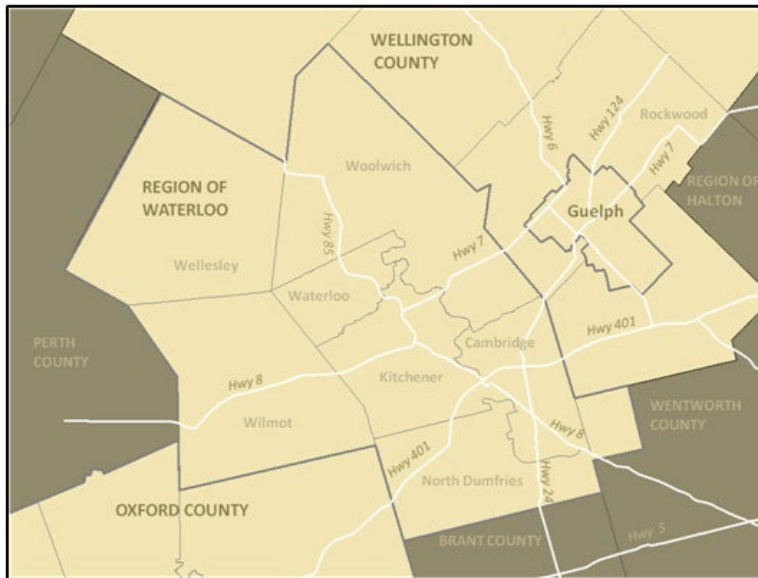 WELLINGTON
COUNTY
Hwy 6
Hwy 124
Rockwood
Hwy 7
Woolwich
REGION OF
HALTON
REGION OF
WATERLOO
Guelph
Hwy 85
Hwy 7
Wellesley
Waterloo
Hwy 401
PERTH
COUNTY
Cambridge
Kitchener
Hwy 8
WENTWORTH
COUNTY
Wilmot
Hwy 8
Hwy 401
North Dumfries
Hwy 24
OXFORD COUNTY
BRANT COUNTY
Hwy 5